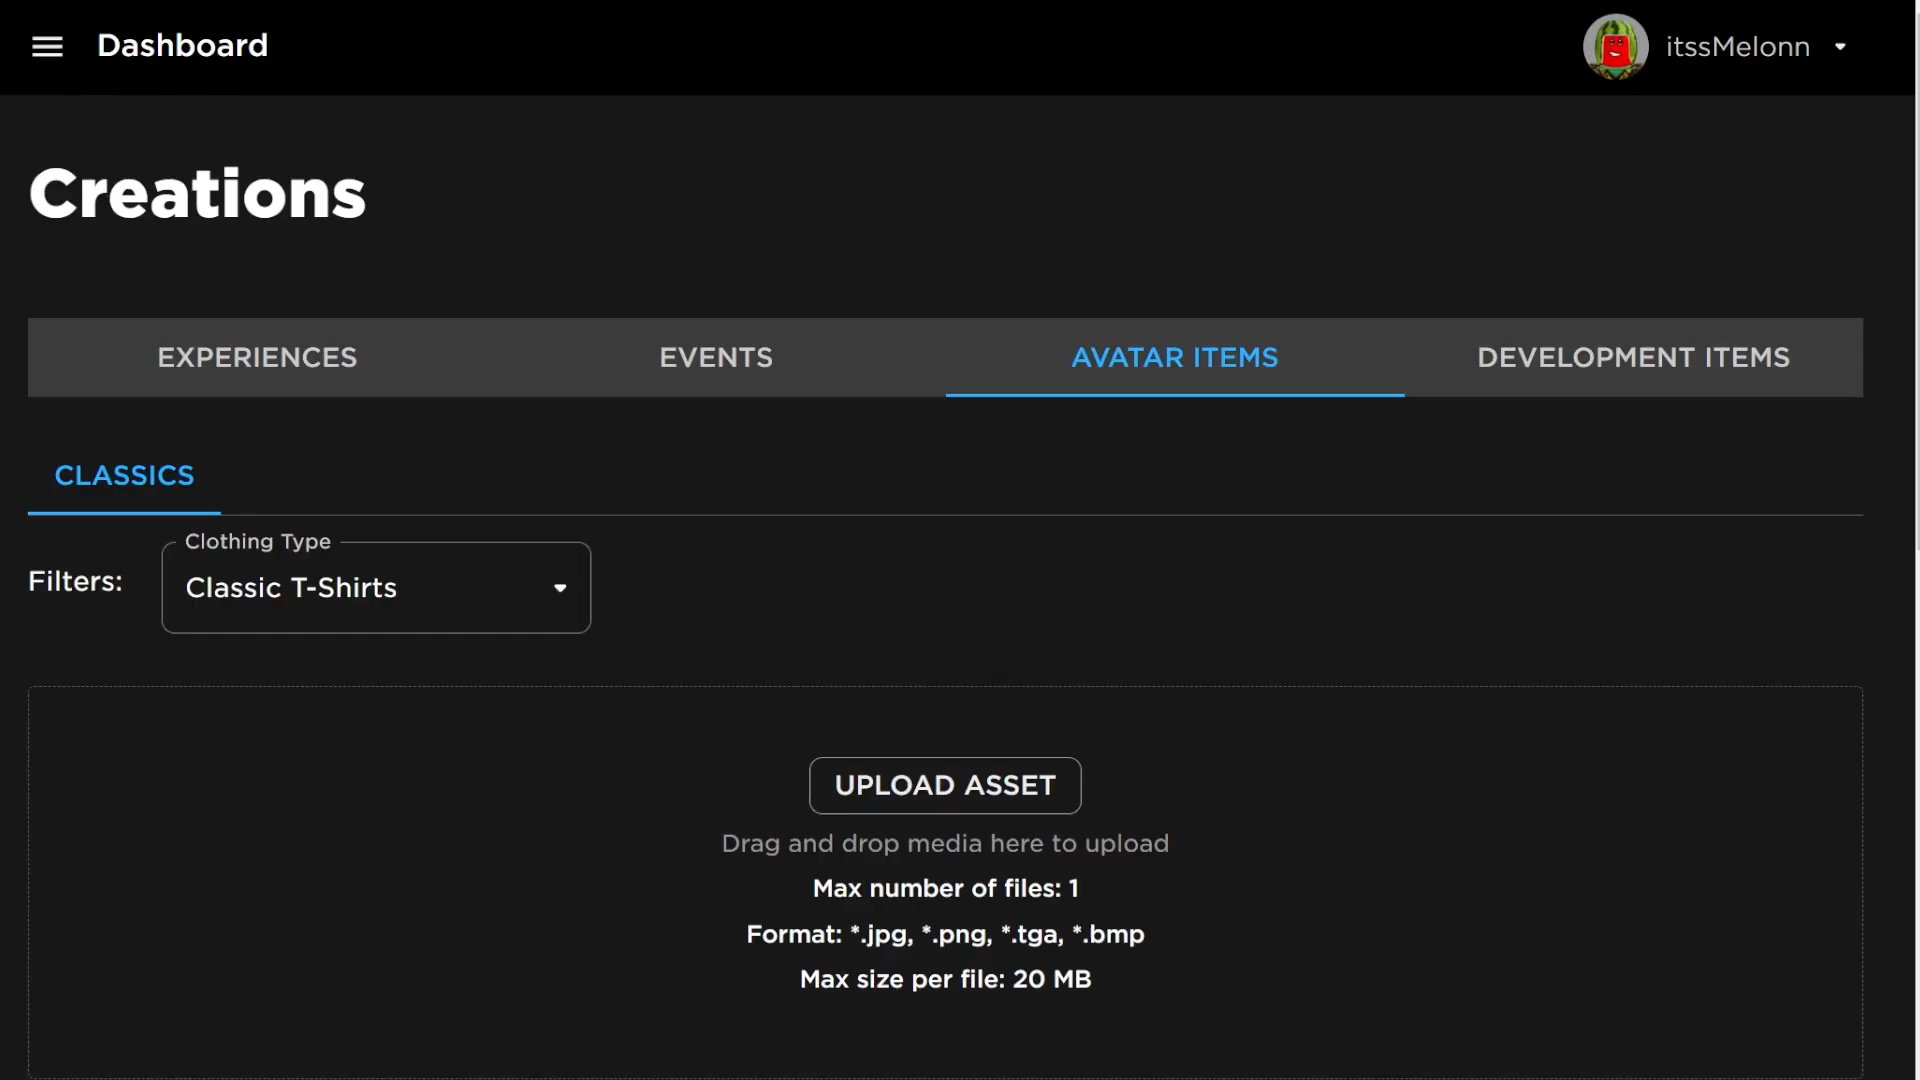 Dashboard
itssMelonn
Creations
EXPERIENCES
EVENTS
AVATAR ITEMS
DEVELOPMENT ITEMS
CLASSICS
Filters:
Clothing Type
Classic T-Shirts
UPLOAD ASSET
Drag and drop media here to upload
Max number of files: 1
Format: *.jpg, *.png, *.tga, *.bmp
Max size per file: 20 MB